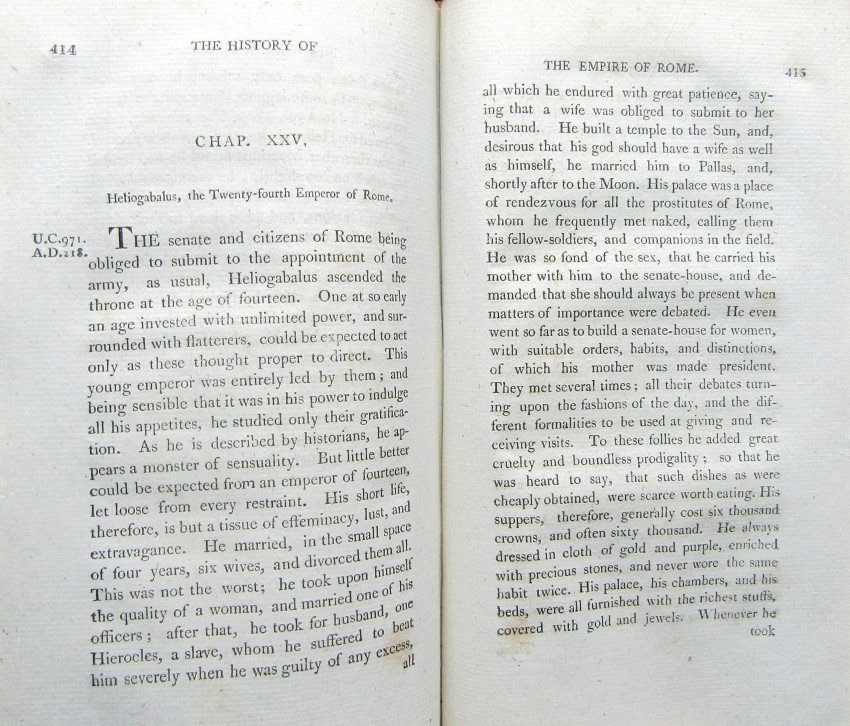 414
THE HISTORY OF
CHAP. XXV.
Heliogabalus, the Twenty-fourth Emperor of Rome.
U.C.971.
A.D.218.
THE senate and citizens of Rome being
obliged to submit to the appointment of the
army, as usual, Heliogabalus ascended the
throne at the age of fourteen. One at so early
an age invested with unlimited power, and sur-
rounded with flatterers, could be expected to act
only as these thought proper to direct. This
young emperor was entirely led by them; and
being sensible that it was in his power to indulge
all his appetites, he studied only their gratifica-
tion. As he is described by historians, he ap-
pears a monster of sensuality. But little better
could be expected from an emperor of fourteen,
let loose from every restraint. His short life,
therefore, is but a tissue of effeminacy, lust, and
extravagance. He married, in the small space
of four years, six wives, and divorced them all.
This was not the worst; he took upon himself
the quality of a woman, and married one of his
officers; after that, he took for husband, one
Hierocles, a slave, whom he suffered to beat
him severely when he was guilty of any excess,
all
THE EMPIRE OF ROME.
415
all which he endured with great patience, say-
ing that a wife was obliged to submit to her
husband. He built a temple to the Sun, and,
desirous that his god should have a wife as well
as himself, he married him to Pallas, and,
shortly after to the Moon. His palace was a place
of rendezvous for all the prostitutes of Rome,
whom he frequently met naked, calling them
his fellow-soldiers, and companions in the field.
He was so fond of the sex, that he carried his
mother with him to the senate-house, and de-
manded that she should always be present when
matters of importance were debated. He even
went so far as to build a senate-house for women,
with suitable orders, habits, and distinctions,
of which his mother was made president.
They met several times; all their debates turn-
ing upon the fashions of the day, and the dif-
ferent formalities to be used at giving and re-
ceiving visits. To these follies he added great
cruelty and boundless prodigality; so that he
was heard to say, that such dishes as were
cheaply obtained, were scarce worth eating. His
suppers, therefore, generally cost six thousand
crowns, and often sixty thousand. He always
dressed in cloth of gold and purple, enriched
with precious stones, and never wore the same
habit twice. His palace, his chambers, and his
beds, were all furnished with the richest stuffs,
covered with gold and jewels. Whenever he
took